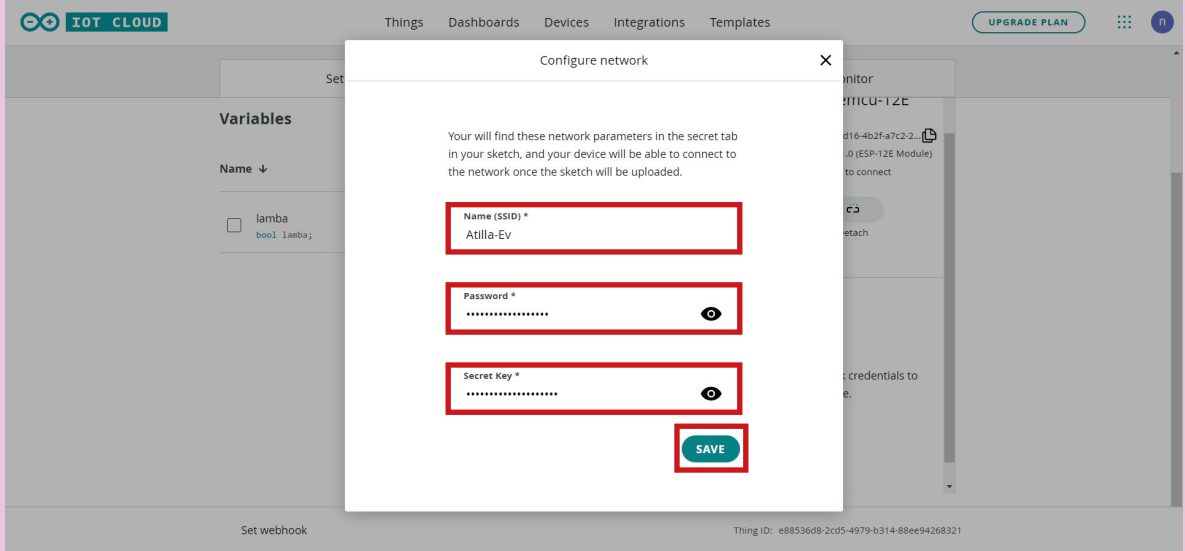 IOT CLOUD
Things Dashboards Devices Integrations Templates
UPGRADE PLAN
n
Configure network
Set
onitor
emcu-12E
Variables
d16-4b2f-a7c2-2...
.0 (ESP-12E Module)
Name
to connect
Your will find these network parameters in the secret tab
in your sketch, and your device will be able to connect to
the network once the sketch will be uploaded.
lamba
bool lamba;
etach
Name (SSID) *
Atilla-Ev
Password *
••••••••••••••••••
Secret Key *
••••••••••••••••••••
k credentials to
e.
SAVE
Set webhook
Thing ID: e88536d8-2cd5-4979-b314-88ee94268321